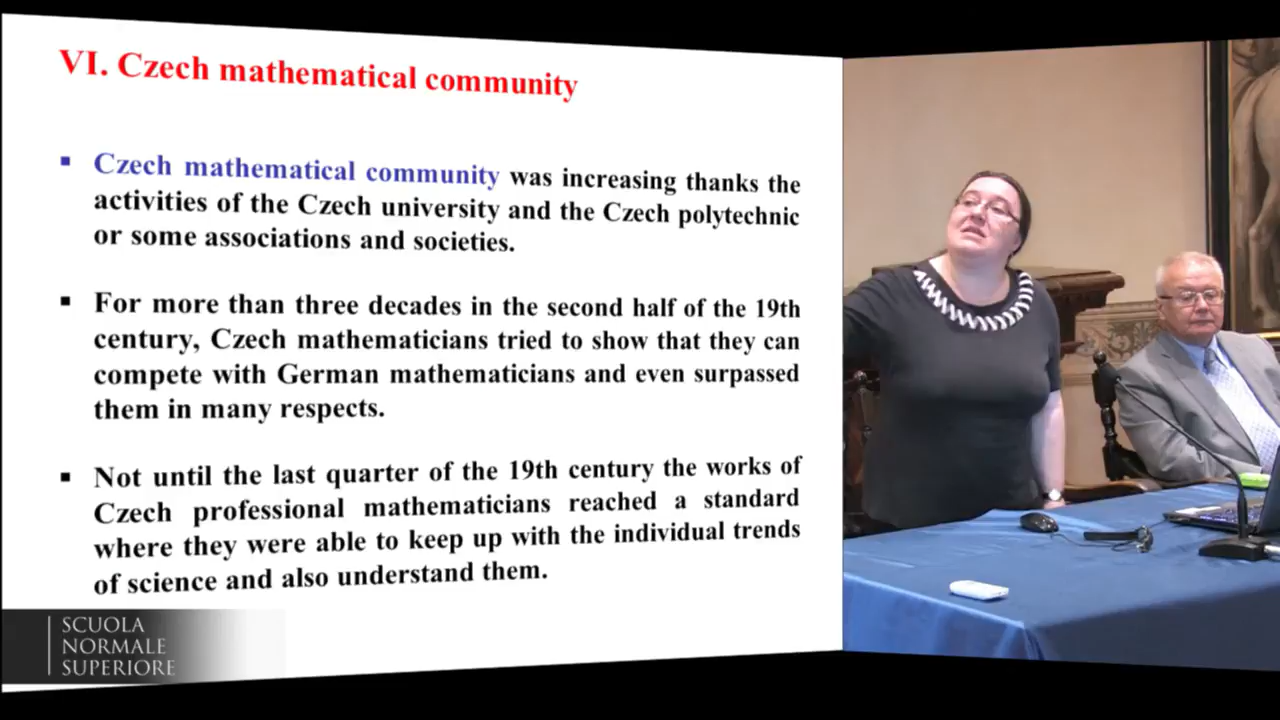 VI. Czech mathematical community
▪ Czech mathematical community was increasing thanks the
activities of the Czech university and the Czech polytechnic
or some associations and societies.
▪ For more than three decades in the second half of the 19th
century, Czech mathematicians tried to show that they can
compete with German mathematicians and even surpassed
them in many respects.
▪ Not until the last quarter of the 19th century the works of
Czech professional mathematicians reached a standard
where they were able to keep up with the individual trends
of science and also understand them.
SCUOLA
NORMALE
SUPERIORE